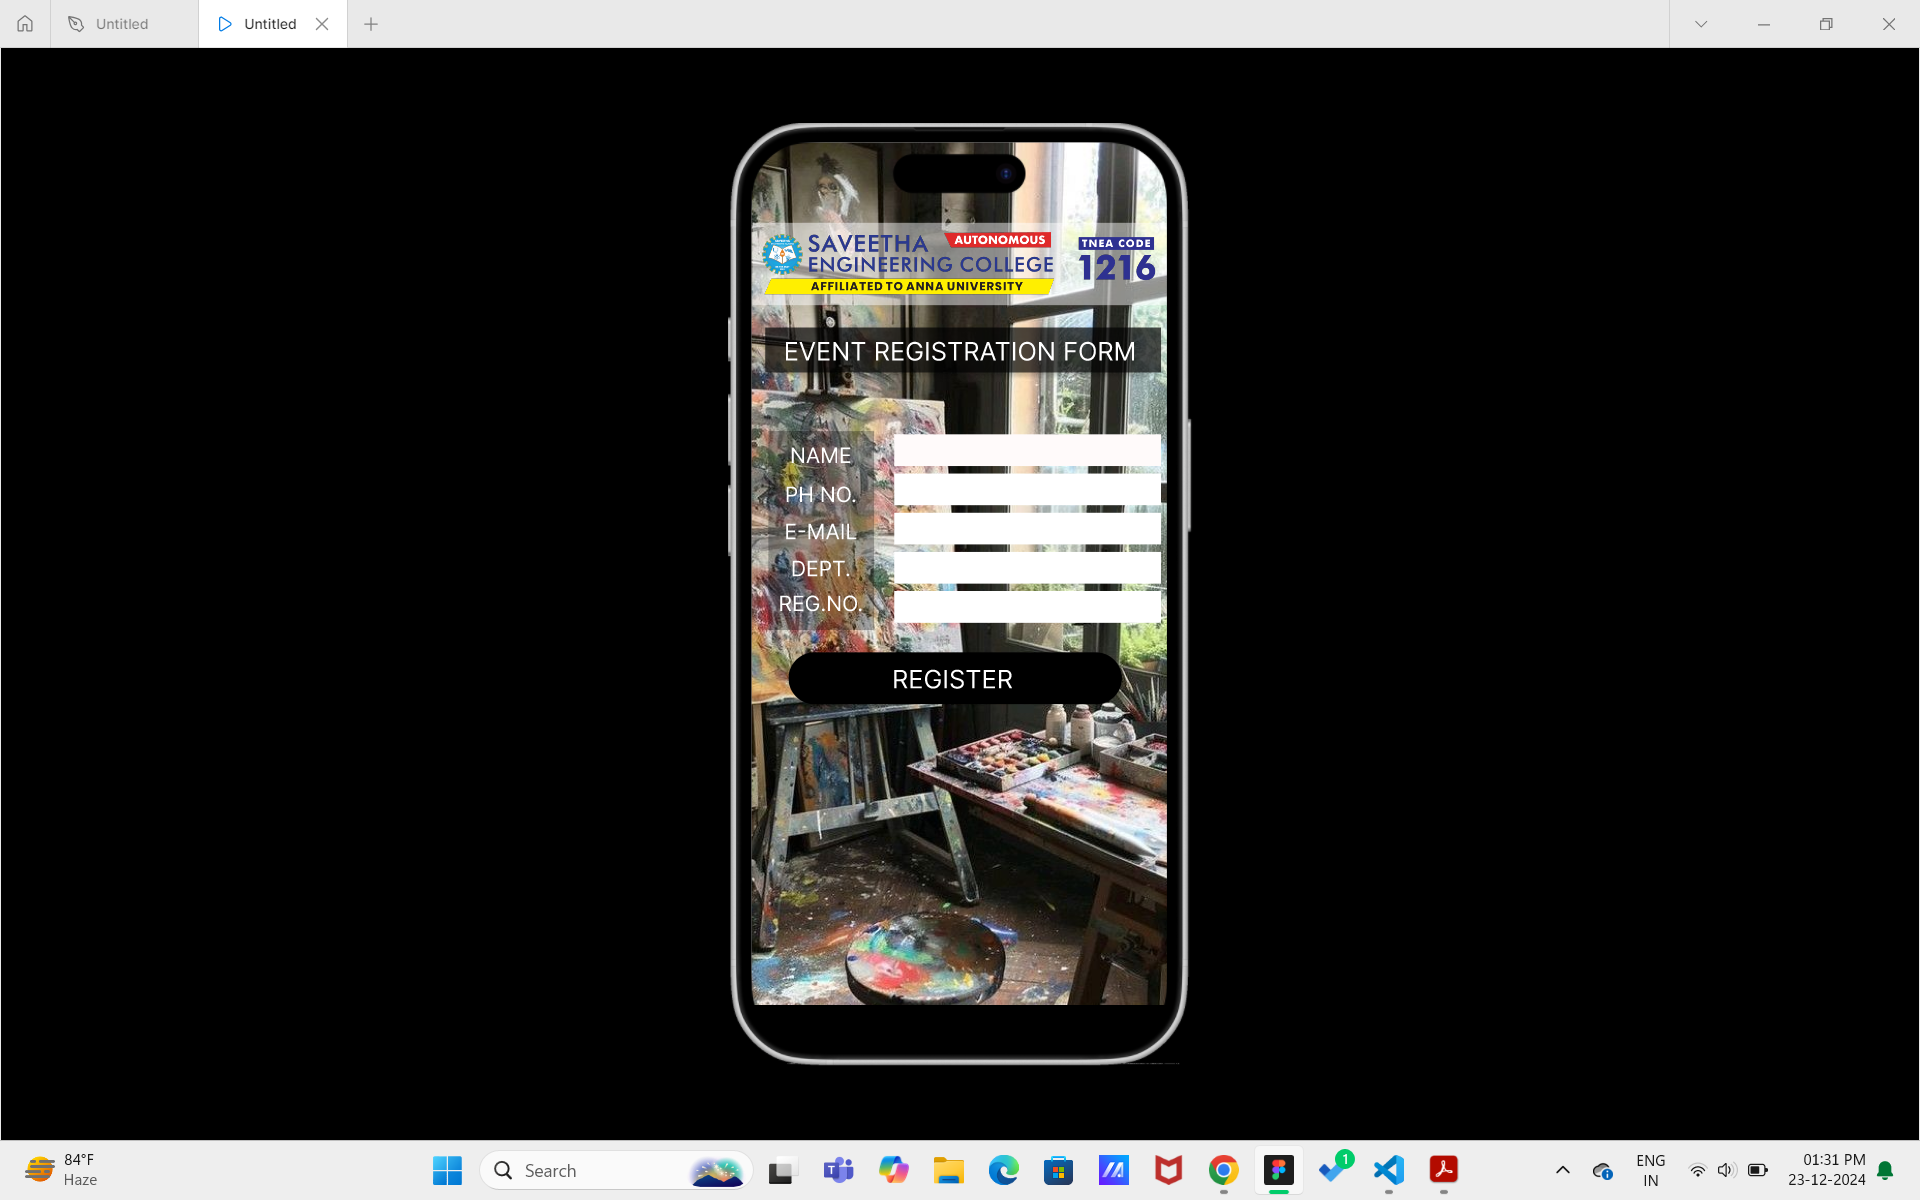 Untitled
Untitled
SAVEETHA
AUTONOMOUS
ENGINEERING COLLEGE
AFFILIATED TO ANNA UNIVERSITY
TNEA CODE
1216
EVENT REGISTRATION FORM
NAME
PH NO.
E-MAIL
DEPT.
REG.NO.
REGISTER
84°F
Haze
Search
1
ENG
IN
01:31 PM
23-12-2024